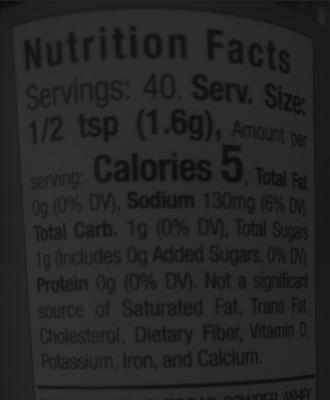 Nutrition Facts
Servings: 40, Serv. Size:
1/2 tsp (1.6g), Amount per
serving: Calories 5, Total Fat
0g (0% DV), Sodium 130mg (6% DV),
Total Carb. 1g (0% DV), Total Sugars
1g (Includes 0g Added Sugars, 0% DV),
Protein 0g (0% DV). Not a significant
source of Saturated Fat, Trans Fat,
Cholesterol, Dietary Fiber, Vitamin D,
Potassium, Iron, and Calcium.